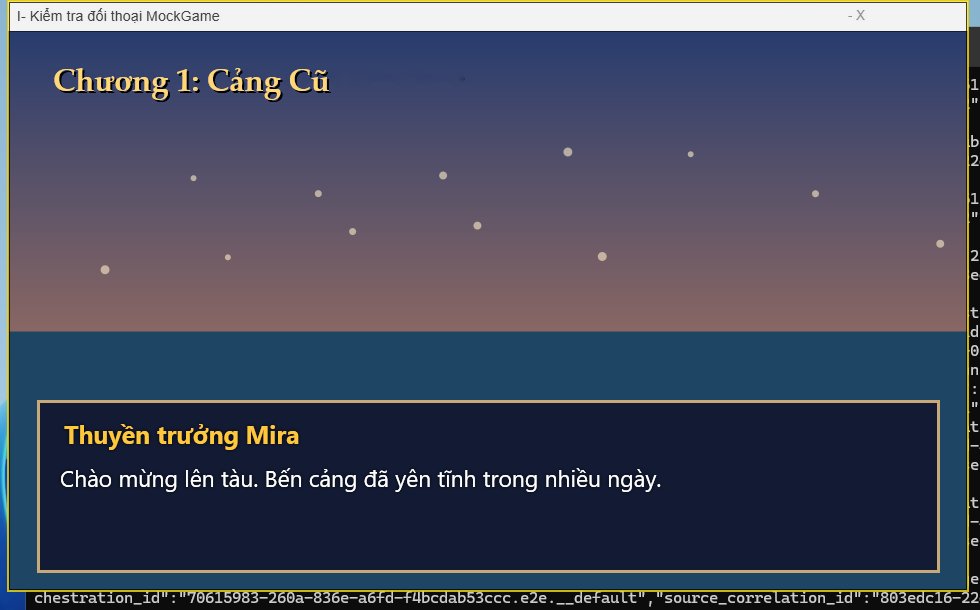 I- Kiểm tra đối thoại MockGame
- X
Chương 1: Cảng Cũ
Thuyền trưởng Mira
Chào mừng lên tàu. Bến cảng đã yên tĩnh trong nhiều ngày.
chestration_id":"70615983-260a-836e-a6fd-f4bcdab53ccc.e2e.__default","source_correlation_id":"803edc16-2